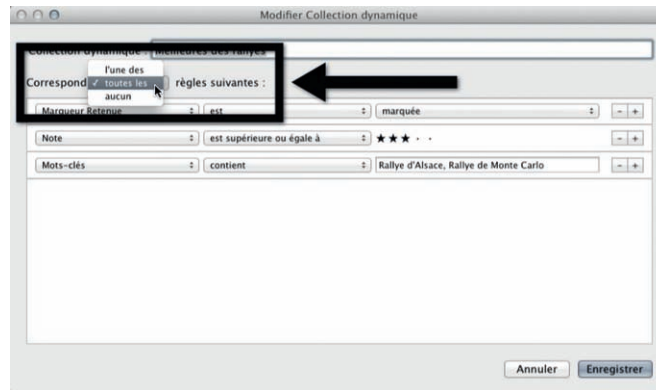 Modifier Collection dynamique
Collection dynamique : Meilleures des rallyes
l'une des
Correspond ✓ toutes les règles suivantes :
aucun
Marqueur Retenue est marquée - +
Note est supérieure ou égale à ★★★ · · - +
Mots-clés contient Rallye d'Alsace, Rallye de Monte Carlo - +
Annuler Enregistrer